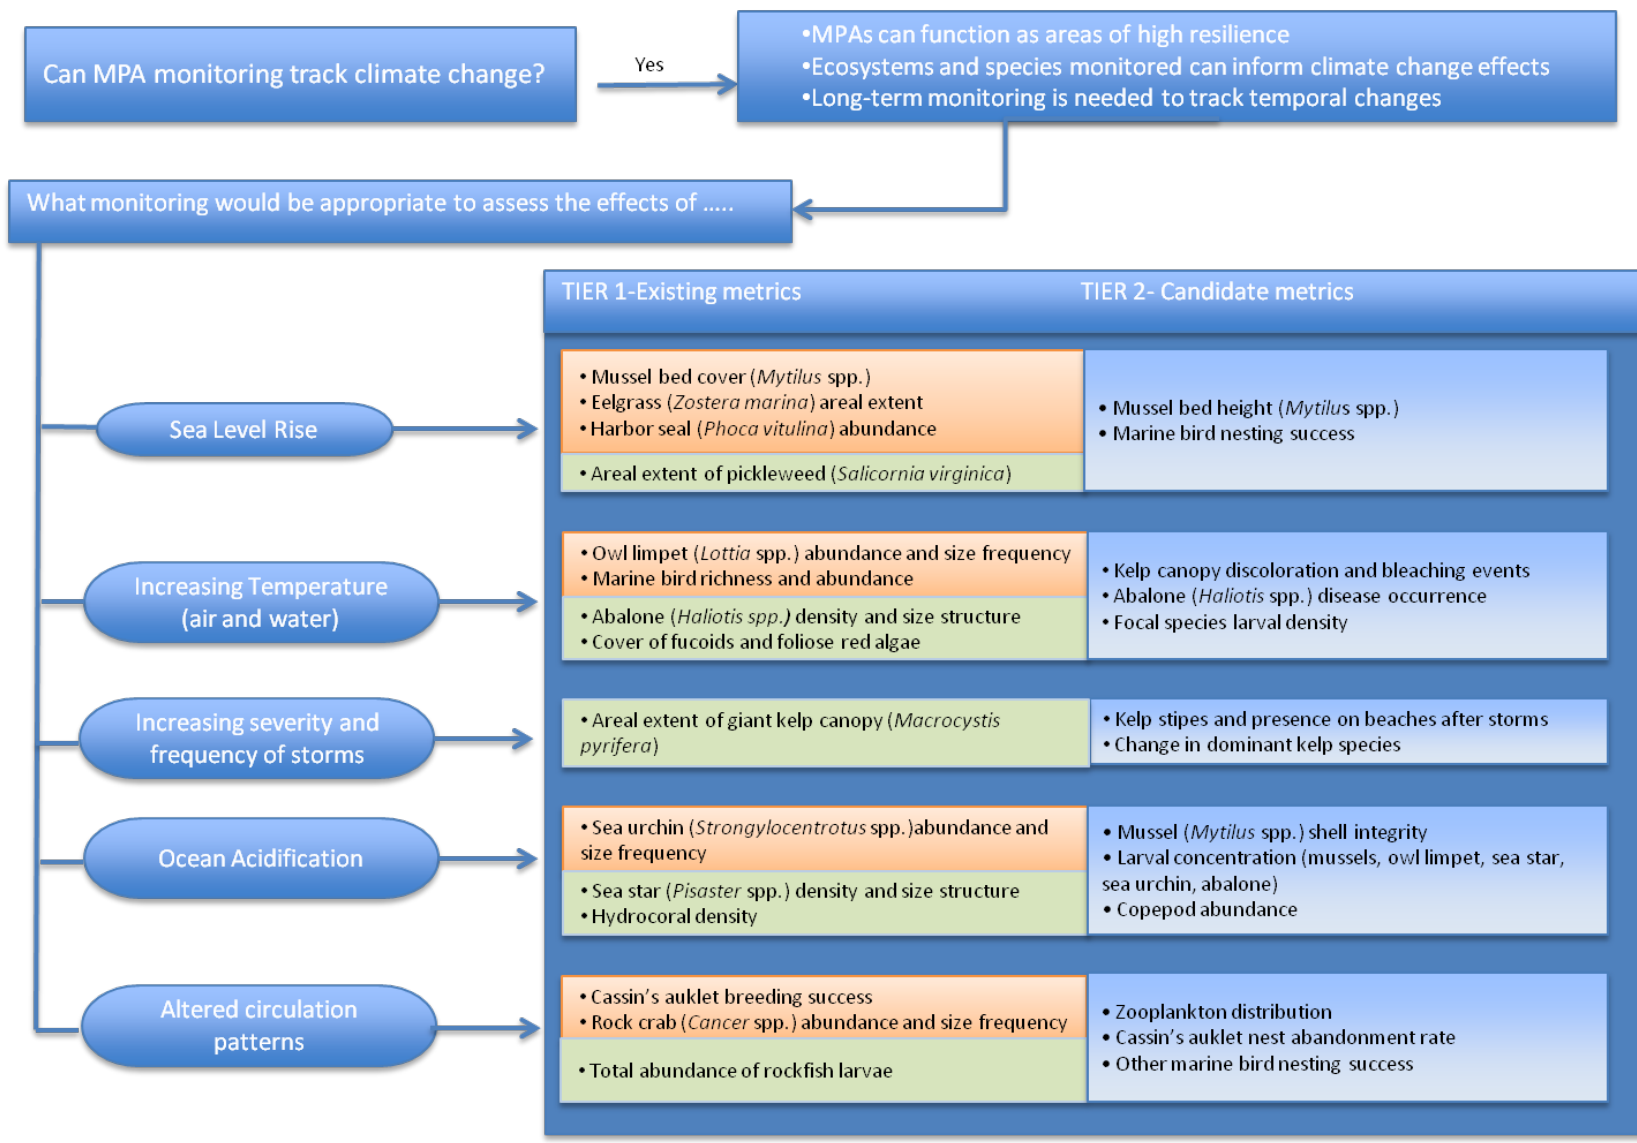 Can MPA monitoring track climate change?
Yes
•MPAs can function as areas of high resilience
•Ecosystems and species monitored can inform climate change effects
•Long-term monitoring is needed to track temporal changes
What monitoring would be appropriate to assess the effects of .....
TIER 1-Existing metrics
TIER 2- Candidate metrics
Sea Level Rise
• Mussel bed cover (Mytilus spp.)
• Eelgrass (Zostera marina) areal extent
• Harbor seal (Phoca vitulina) abundance
• Areal extent of pickleweed (Salicornia virginica)
• Mussel bed height (Mytilus spp.)
• Marine bird nesting success
Increasing Temperature
(air and water)
• Owl limpet (Lottia spp.) abundance and size frequency
• Marine bird richness and abundance
• Abalone (Haliotis spp.) density and size structure
• Cover of fucoids and foliose red algae
• Kelp canopy discoloration and bleaching events
• Abalone (Haliotis spp.) disease occurrence
• Focal species larval density
Increasing severity and
frequency of storms
• Areal extent of giant kelp canopy (Macrocystis
pyrifera)
• Kelp stipes and presence on beaches after storms
• Change in dominant kelp species
Ocean Acidification
• Sea urchin (Strongylocentrotus spp.)abundance and
size frequency
• Sea star (Pisaster spp.) density and size structure
• Hydrocoral density
• Mussel (Mytilus spp.) shell integrity
• Larval concentration (mussels, owl limpet, sea star,
sea urchin, abalone)
• Copepod abundance
Altered circulation
patterns
• Cassin's auklet breeding success
• Rock crab (Cancer spp.) abundance and size frequency
• Total abundance of rockfish larvae
• Zooplankton distribution
• Cassin's auklet nest abandonment rate
• Other marine bird nesting success